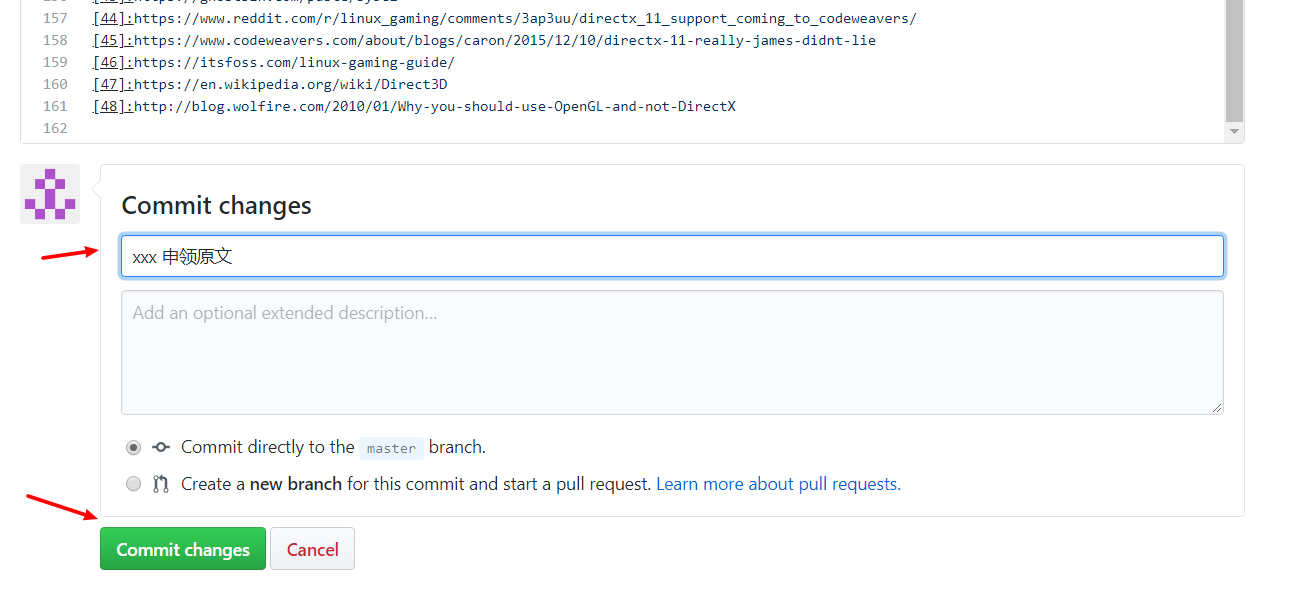 157 [44]:https://www.reddit.com/r/linux_gaming/comments/3ap3uu/directx_11_support_coming_to_codeweavers/
158 [45]:https://www.codeweavers.com/about/blogs/caron/2015/12/10/directx-11-really-james-didnt-lie
159 [46]:https://itsfoss.com/linux-gaming-guide/
160 [47]:https://en.wikipedia.org/wiki/Direct3D
161 [48]:http://blog.wolfire.com/2010/01/Why-you-should-use-OpenGL-and-not-DirectX
162
Commit changes
xxx 申领原文
Add an optional extended description...
Commit directly to the master branch.
Create a new branch for this commit and start a pull request. Learn more about pull requests.
Commit changes Cancel